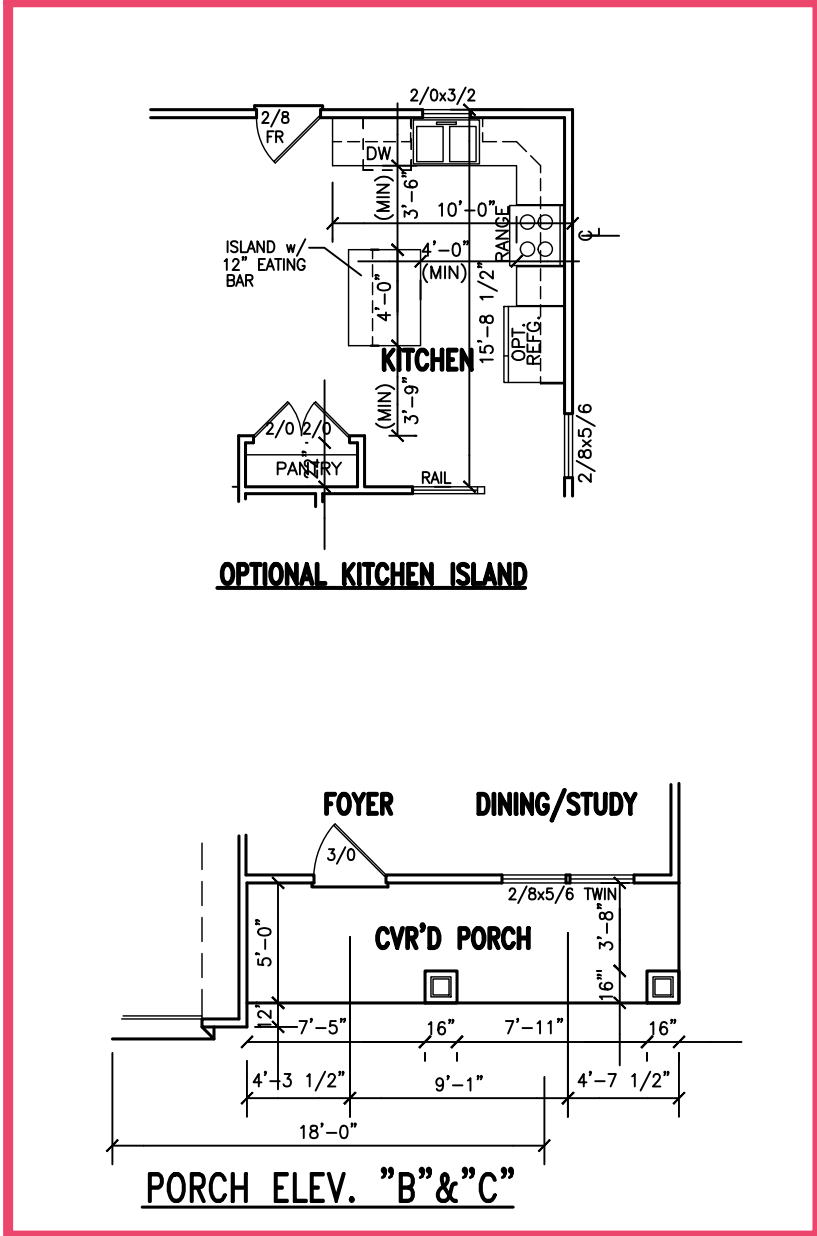 2/0x3/2
2/8
FR
DW
(MIN)
3'-6"
10'-0"
RANGE
CL
ISLAND w/
12" EATING
BAR
4'-0"
(MIN)
4'-0"
15'-8 1/2"
OPT.
REFG.
KITCHEN
(MIN)
3'-9"
2/0 2/0
PANTRY
22"
RAIL
2/8x5/6
OPTIONAL KITCHEN ISLAND
FOYER
DINING/STUDY
3/0
2/8x5/6 TWIN
CVR'D PORCH
5'-0"
3'-8"
16"
12"
7'-5"
16"
7'-11"
16"
4'-3 1/2"
9'-1"
4'-7 1/2"
18'-0"
PORCH ELEV. "B"&"C"